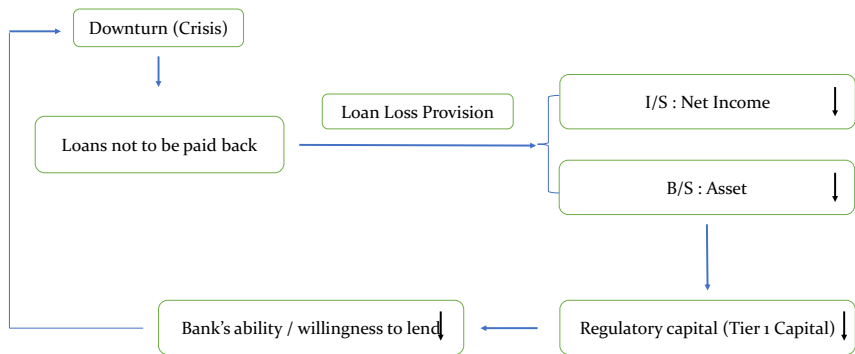 Downturn (Crisis)
Loan Loss Provision
I/S : Net Income
Loans not to be paid back
B/S : Asset
Bank's ability / willingness to lend
Regulatory capital (Tier 1 Capital)